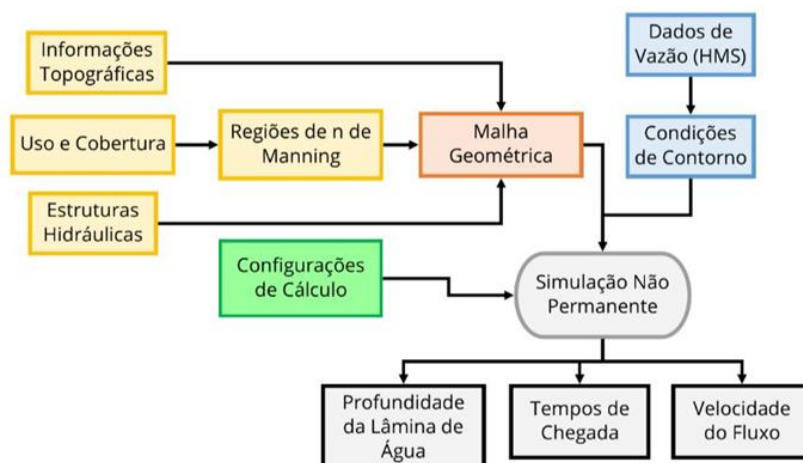 Informações
Topográficas
Dados de
Vazão (HMS)
Uso e Cobertura
Regiões de n de
Manning
Malha
Geométrica
Condições
de Contorno
Estruturas
Hidráulicas
Configurações
de Cálculo
Simulação Não
Permanente
Profundidade
da Lâmina de
Água
Tempos de
Chegada
Velocidade
do Fluxo